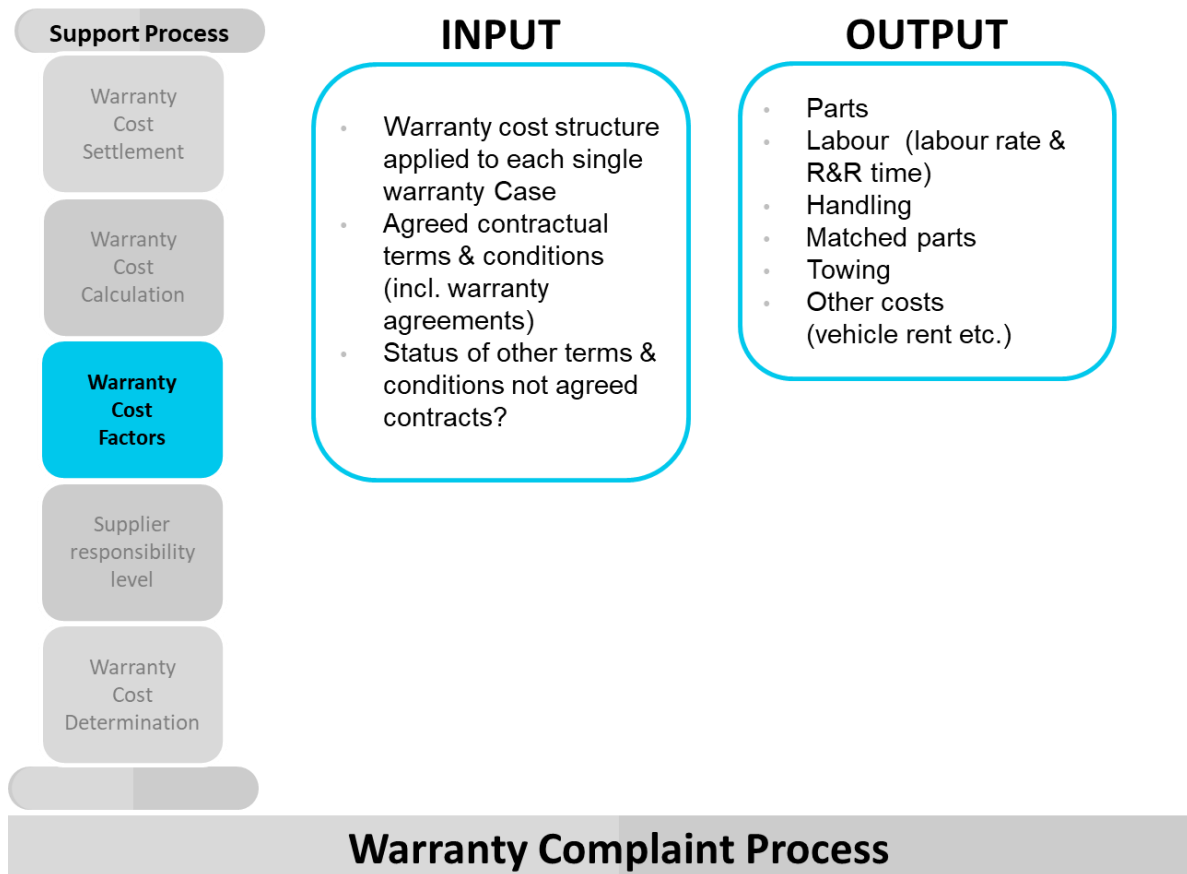 Support Process
Warranty
Cost
Settlement
Warranty
Cost
Calculation
Warranty
Cost
Factors
Supplier
responsibility
level
Warranty
Cost
Determination
INPUT
• Warranty cost structure
applied to each single
warranty Case
• Agreed contractual
terms & conditions
(incl. warranty
agreements)
• Status of other terms &
conditions not agreed
contracts?
OUTPUT
• Parts
• Labour (labour rate &
R&R time)
• Handling
• Matched parts
• Towing
• Other costs
(vehicle rent etc.)
Warranty Complaint Process